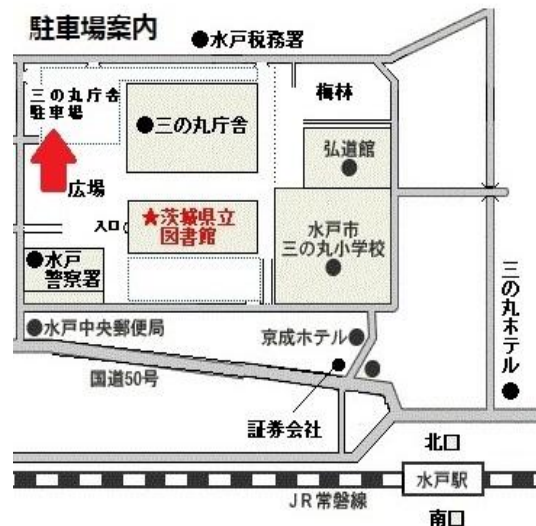 駐車場案内
水戸税務署
三の丸庁舎
駐車場
三の丸庁舎
梅林
弘道館
広場
入口
★茨城県立
図書館
水戸市
三の丸小学校
水戸
警察署
三の丸ホテル
水戸中央郵便局
京成ホテル
国道50号
証券会社
北口
水戸駅
JR常磐線
南口